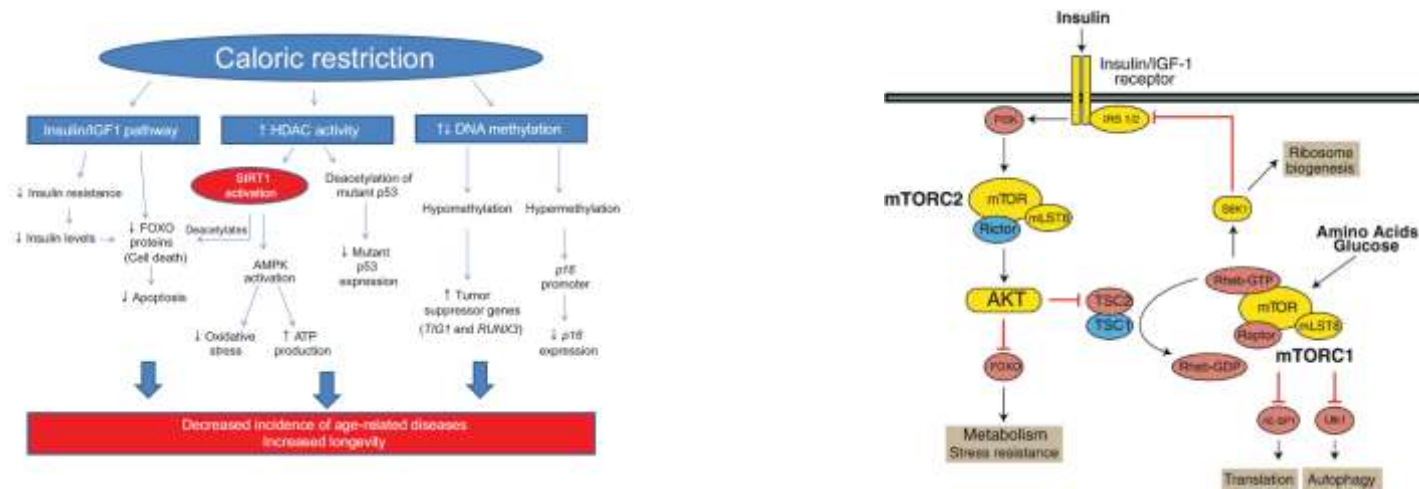 Caloric restriction
Insulin/IGF1 pathway
↑ HDAC activity
↑↓ DNA methylation
SIRT1
activation
Deacetylation of
mutant p53
↓ Insulin resistance
Hypomethylation
Hypermethylation
↓ Insulin levels
↓ FOXO
proteins
(Cell death)
Deacetylates
↓ Mutant
p53
expression
AMPK
activation
p16
promoter
↓ Apoptosis
↑ Tumor
suppressor genes
(TIG1 and RUNX3)
↓ Oxidative
stress
↑ ATP
production
↓ p16
expression
Decreased incidence of age-related diseases
Increased longevity
Insulin
Insulin/IGF-1
receptor
PI3K
IRS 1/2
Ribosome
biogenesis
mTORC2
mTOR
mLST8
Rictor
Amino Acids
Glucose
Rheb-GTP
AKT
TSC2
TSC1
mTOR
mLST8
Raptor
mTORC1
FOXO
Rheb-GDP
Metabolism
Stress resistance
Translation
Autophagy